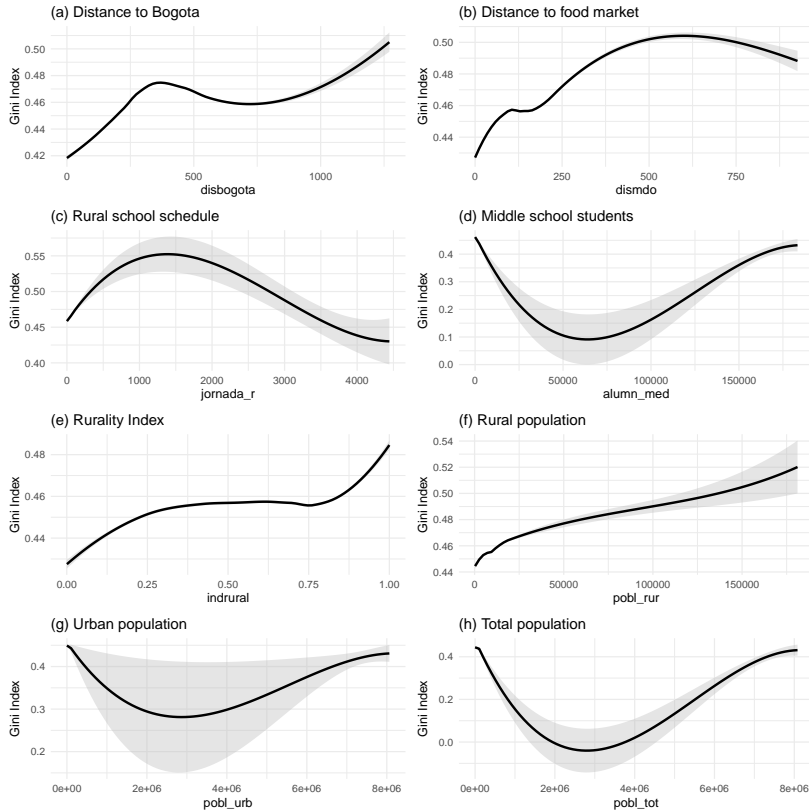 (a) Distance to Bogota
Gini Index
0.50
0.48
0.46
0.44
0.42
0 500 1000
disbogota
(b) Distance to food market
Gini Index
0.50
0.48
0.46
0.44
0 250 500 750
dismdo
(c) Rural school schedule
Gini Index
0.55
0.50
0.45
0.40
0 1000 2000 3000 4000
jornada_r
(d) Middle school students
Gini Index
0.4
0.3
0.2
0.1
0.0
0 50000 100000 150000
alumn_med
(e) Rurality Index
Gini Index
0.48
0.46
0.44
0.00 0.25 0.50 0.75 1.00
indrural
(f) Rural population
Gini Index
0.54
0.52
0.50
0.48
0.46
0.44
0 50000 100000 150000
pobl_rur
(g) Urban population
Gini Index
0.4
0.3
0.2
0e+00 2e+06 4e+06 6e+06 8e+06
pobl_urb
(h) Total population
Gini Index
0.4
0.2
0.0
0e+00 2e+06 4e+06 6e+06 8e+06
pobl_tot